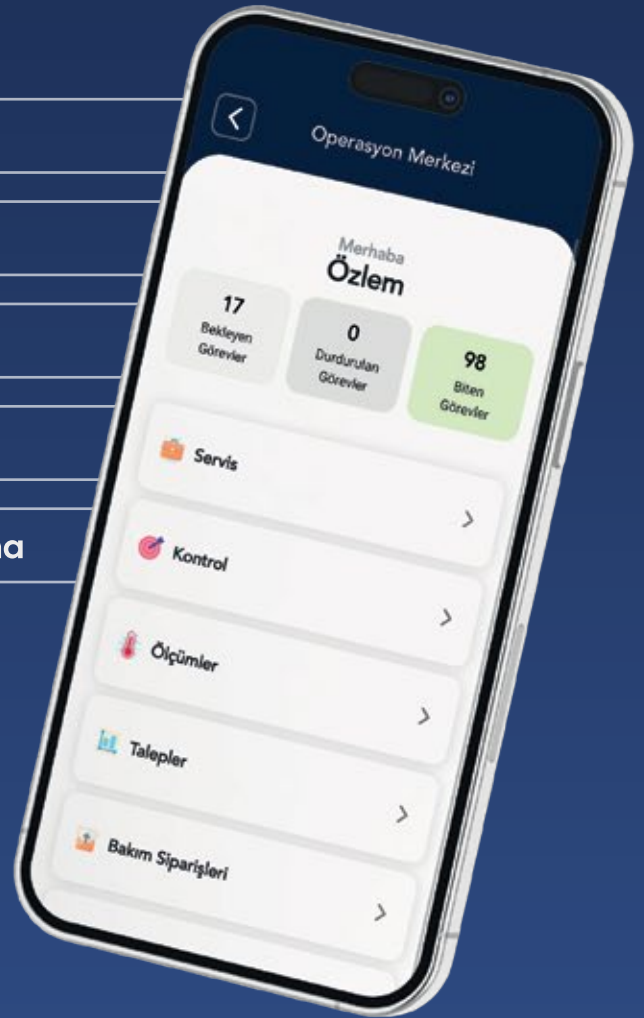 Operasyon Merkezi
Merhaba
Özlem
17
Bekleyen
Görevler
0
Durdurulan
Görevler
98
Biten
Görevler
Servis
Kontrol
Ölçümler
Talepler
Bakım Siparişleri